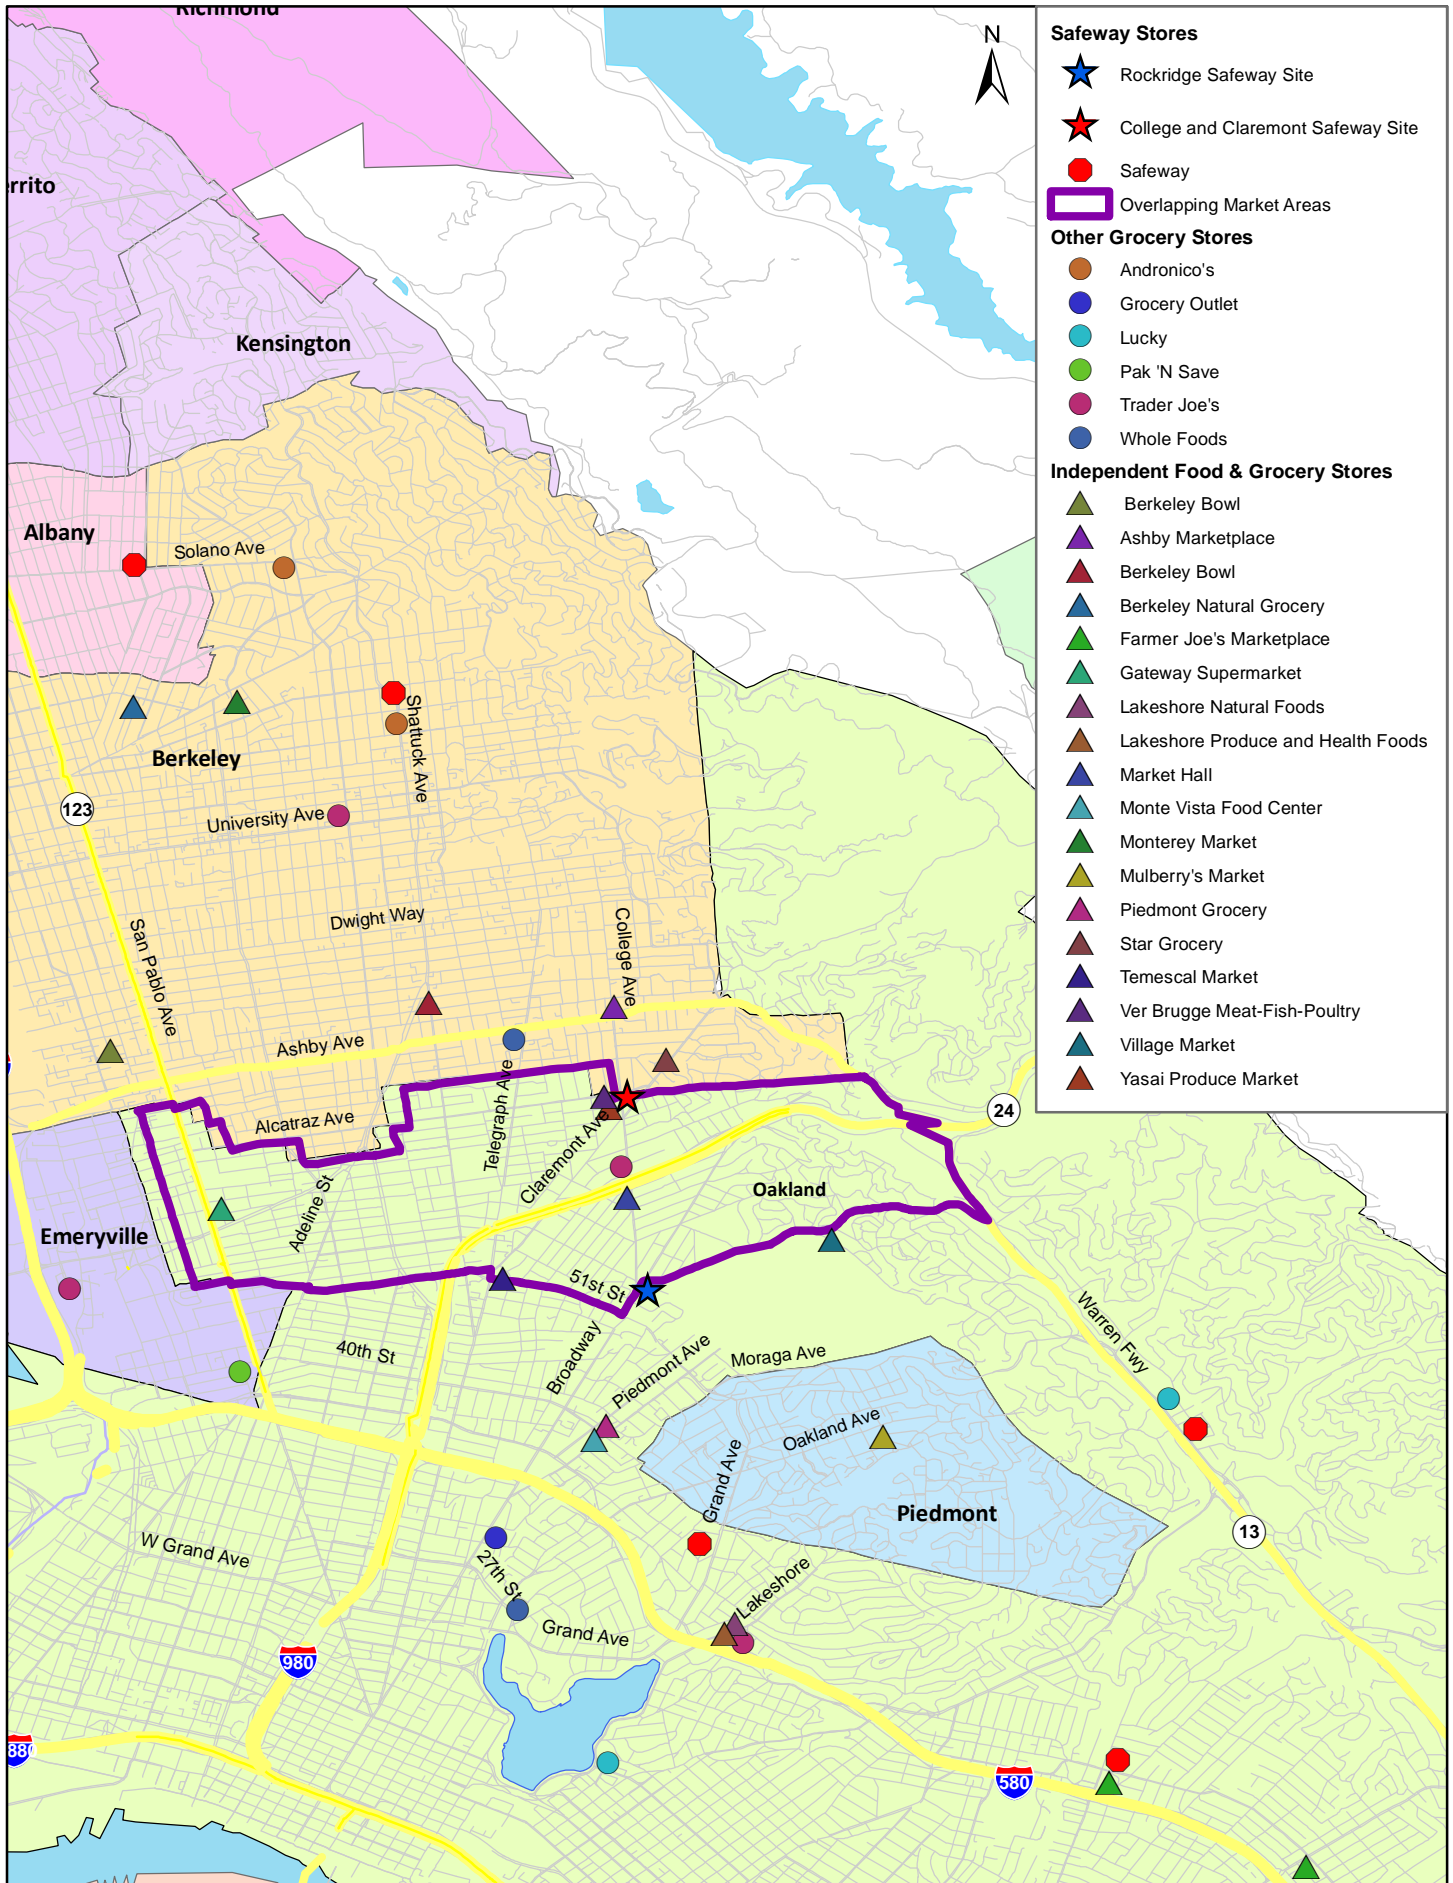 Richmond
N
errito
Kensington
Albany
Solano Ave
Shattuck Ave
Berkeley
123
University Ave
Dwight Way
College Ave
San Pablo Ave
Ashby Ave
Telegraph Ave
Alcatraz Ave
Claremont Ave
24
Adeline St
Oakland
Emeryville
51st St
Warren Fwy
40th St
Broadway
Piedmont Ave
Moraga Ave
Oakland Ave
Grand Ave
Piedmont
13
W Grand Ave
27th St
Lakeshore
Grand Ave
980
880
580
Safeway Stores
Rockridge Safeway Site
College and Claremont Safeway Site
Safeway
Overlapping Market Areas
Other Grocery Stores
Andronico's
Grocery Outlet
Lucky
Pak 'N Save
Trader Joe's
Whole Foods
Independent Food & Grocery Stores
Berkeley Bowl
Ashby Marketplace
Berkeley Bowl
Berkeley Natural Grocery
Farmer Joe's Marketplace
Gateway Supermarket
Lakeshore Natural Foods
Lakeshore Produce and Health Foods
Market Hall
Monte Vista Food Center
Monterey Market
Mulberry's Market
Piedmont Grocery
Star Grocery
Temescal Market
Ver Brugge Meat-Fish-Poultry
Village Market
Yasai Produce Market